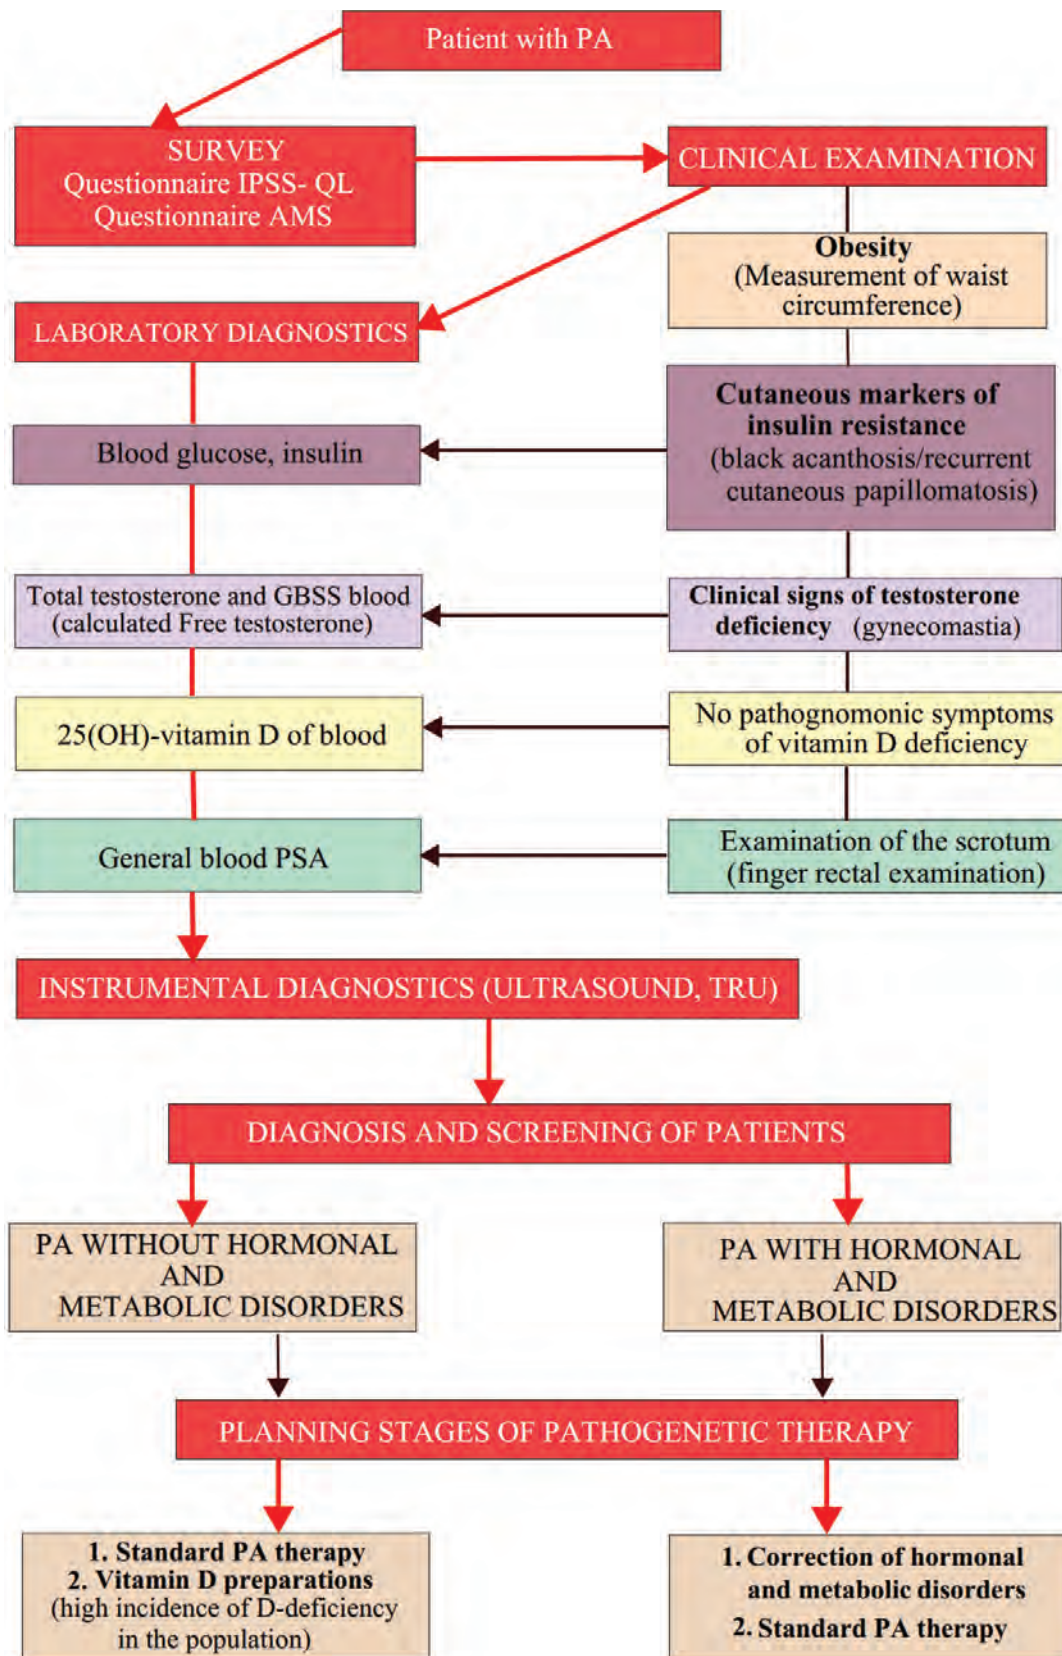 Patient with PA
SURVEY
Questionnaire IPSS- QL
Questionnaire AMS
CLINICAL EXAMINATION
Obesity
(Measurement of waist
circumference)
LABORATORY DIAGNOSTICS
Cutaneous markers of
insulin resistance
(black acanthosis/recurrent
cutaneous papillomatosis)
Blood glucose, insulin
Total testosterone and GBSS blood
(calculated Free testosterone)
Clinical signs of testosterone
deficiency (gynecomastia)
25(OH)-vitamin D of blood
No pathognomonic symptoms
of vitamin D deficiency
General blood PSA
Examination of the scrotum
(finger rectal examination)
INSTRUMENTAL DIAGNOSTICS (ULTRASOUND, TRU)
DIAGNOSIS AND SCREENING OF PATIENTS
PA WITHOUT HORMONAL
AND
METABOLIC DISORDERS
PA WITH HORMONAL
AND
METABOLIC DISORDERS
PLANNING STAGES OF PATHOGENETIC THERAPY
1. Standard PA therapy
2. Vitamin D preparations
(high incidence of D-deficiency
in the population)
1. Correction of hormonal
and metabolic disorders
2. Standard PA therapy